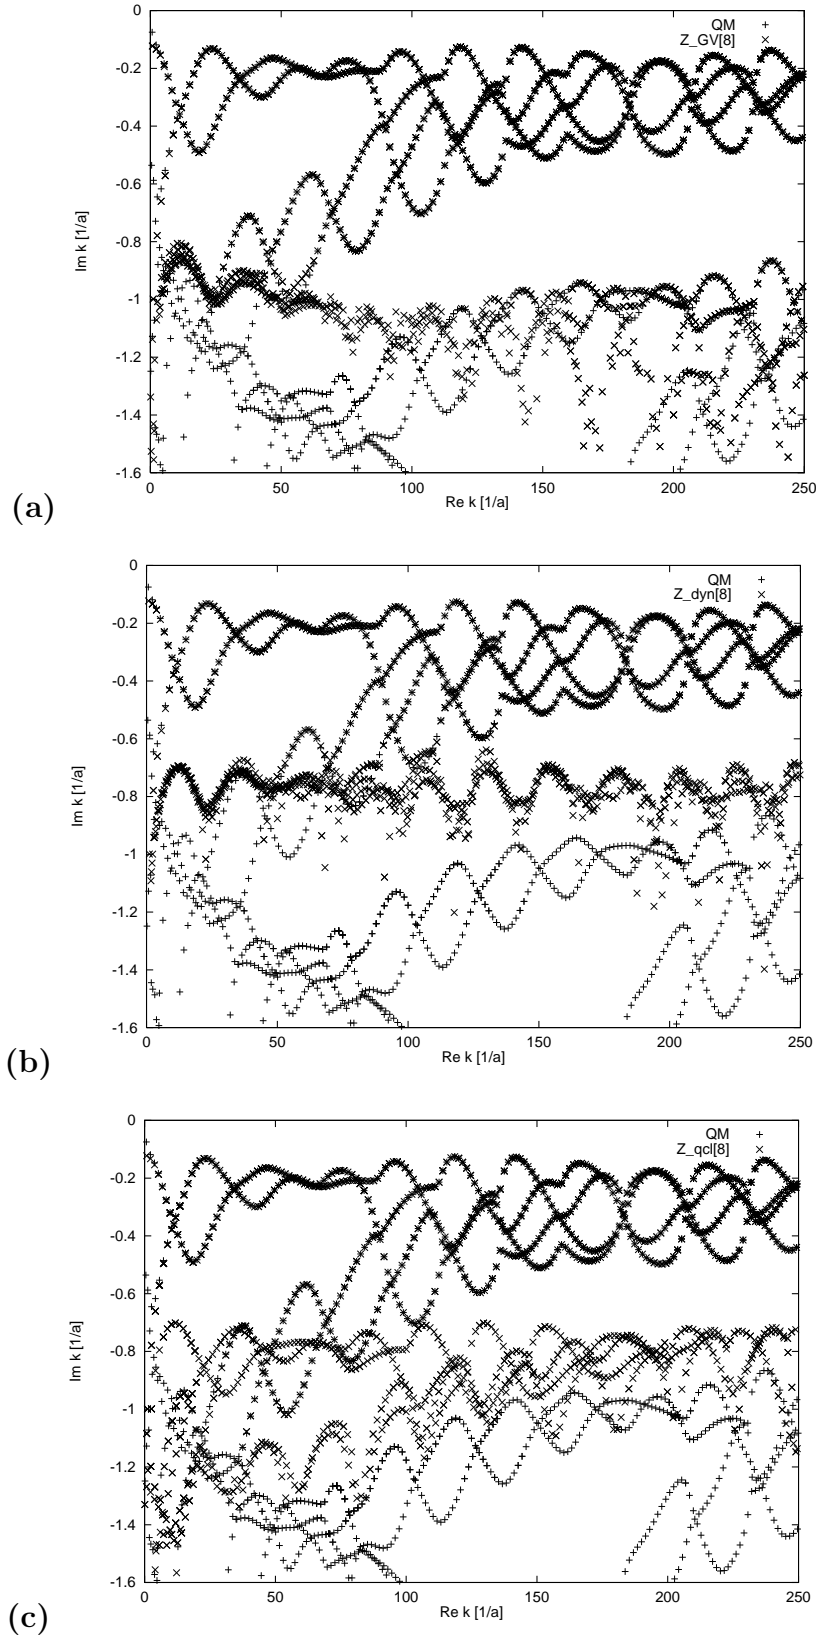 0
-0.2
-0.4
-0.6
-0.8
-1
-1.2
-1.4
-1.6
Im k [1/a]
QM +
Z_GV[8] ×
0 50 100 150 200 250
Re k [1/a]
(a)
0
-0.2
-0.4
-0.6
-0.8
-1
-1.2
-1.4
-1.6
Im k [1/a]
QM +
Z_dyn[8] ×
0 50 100 150 200 250
Re k [1/a]
(b)
0
-0.2
-0.4
-0.6
-0.8
-1
-1.2
-1.4
-1.6
Im k [1/a]
QM +
Z_qcl[8] ×
0 50 100 150 200 250
Re k [1/a]
(c)